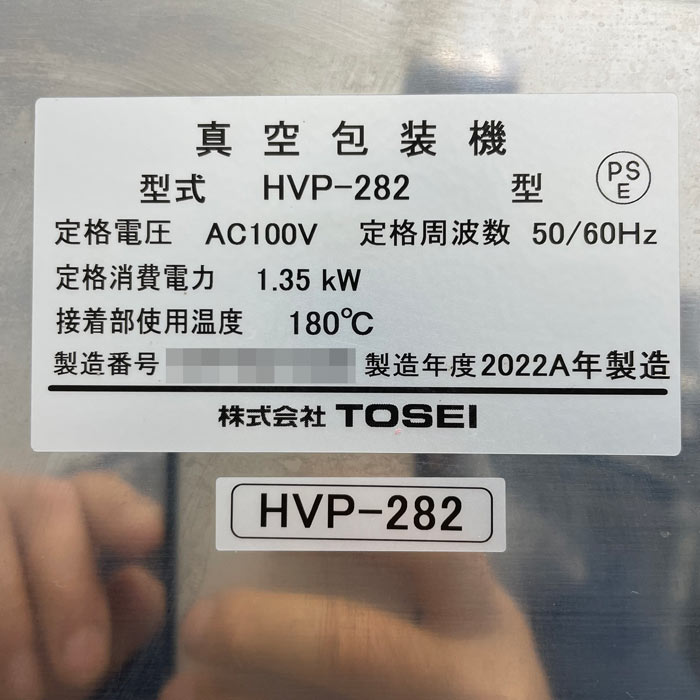 真空包装機
型式 HVP-282 型 PSE
定格電圧 AC100V 定格周波数 50/60Hz
定格消費電力 1.35 kW
接着部使用温度 180℃
製造番号 製造年度 2022A年製造
株式会社 TOSEI
HVP-282